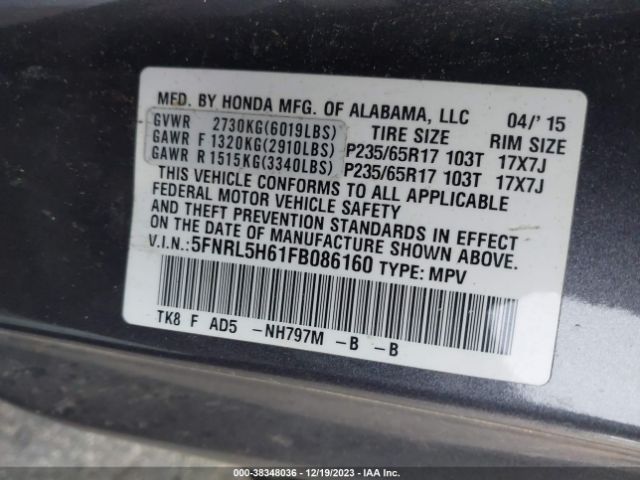 MFD. BY HONDA MFG. OF ALABAMA, LLC 04/'15
GVWR 2730KG(6019LBS) TIRE SIZE RIM SIZE
GAWR F 1320KG(2910LBS) P235/65R17 103T 17X7J
GAWR R 1515KG(3340LBS) P235/65R17 103T 17X7J
THIS VEHICLE CONFORMS TO ALL APPLICABLE
FEDERAL MOTOR VEHICLE SAFETY
AND THEFT PREVENTION STANDARDS IN EFFECT
ON THE DATE OF MANUFACTURE SHOWN ABOVE.
V.I.N.:5FNRL5H61FB086160 TYPE: MPV
TK8 F AD5 -NH797M -B -B
000-38348036 - 12/19/2023 - IAA Inc.